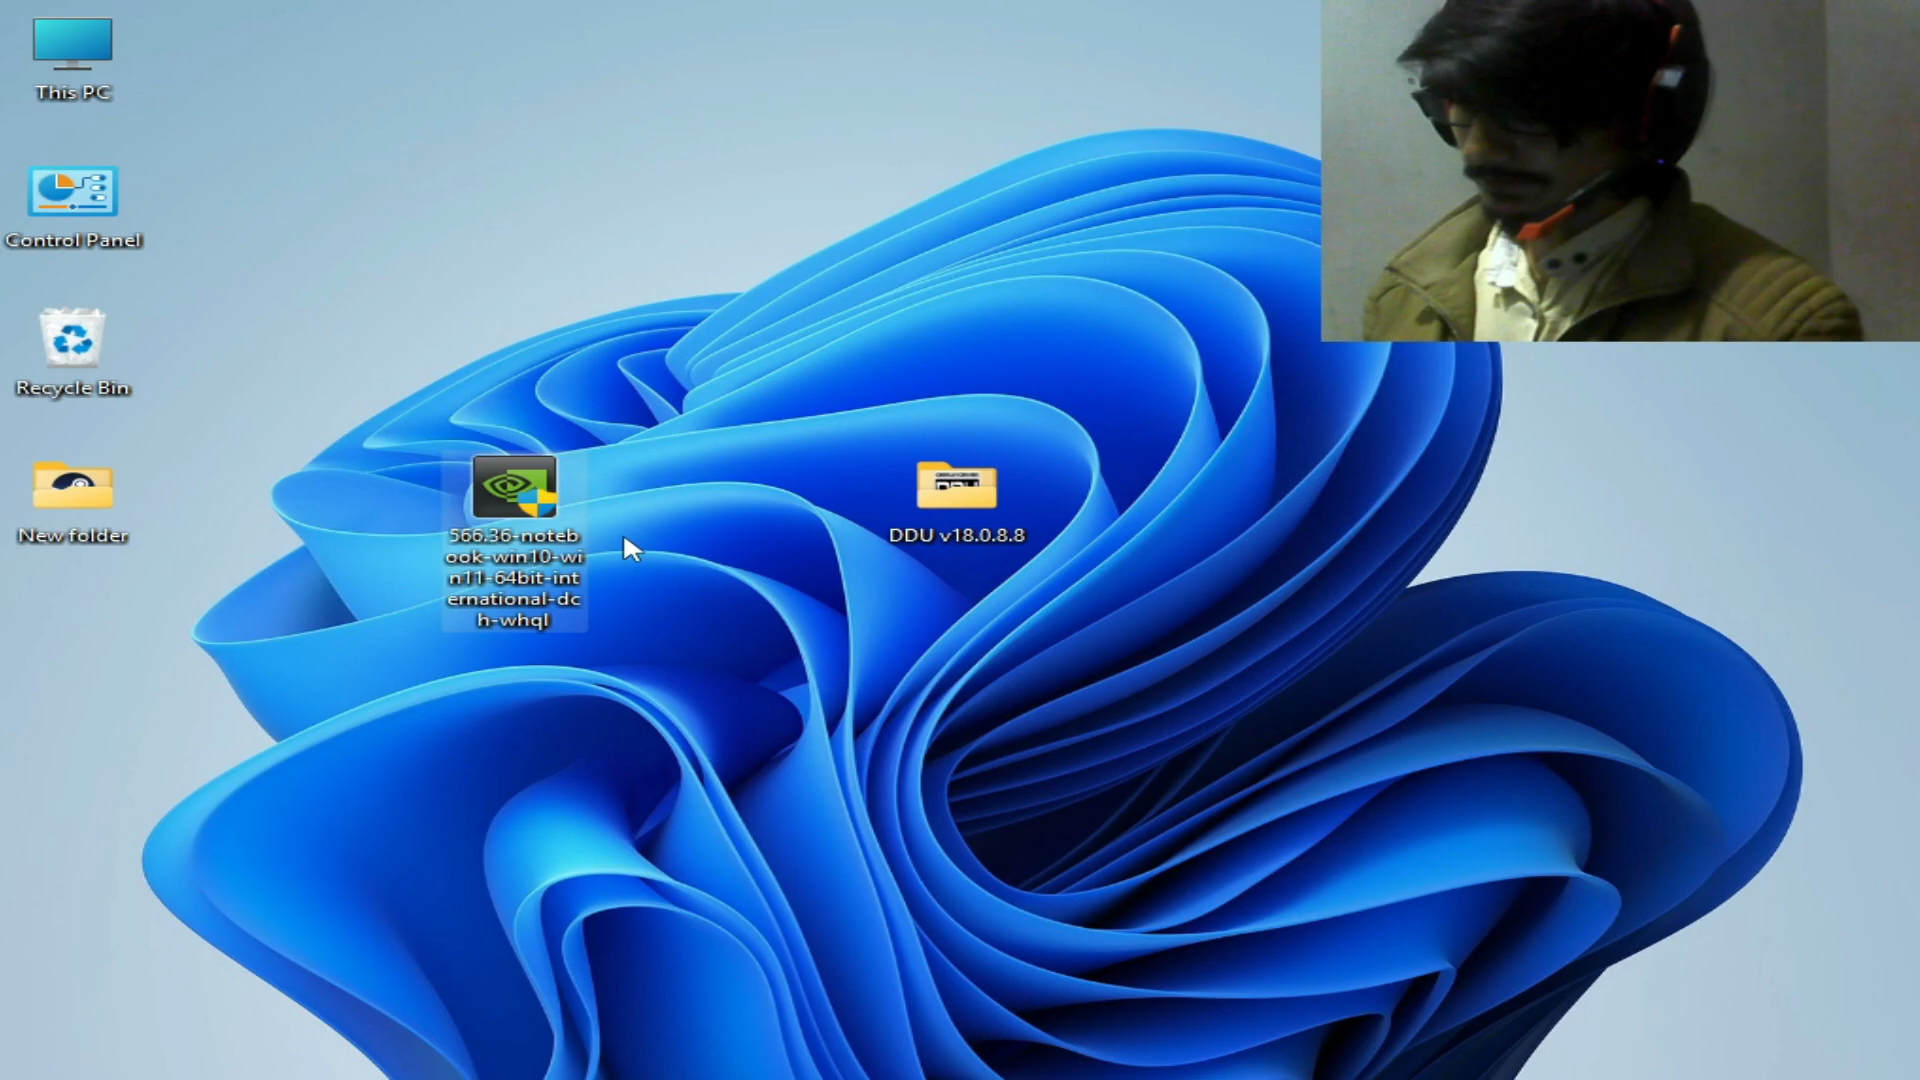 This PC
Control Panel
Recycle Bin
New folder
566.36-noteb
ook-win10-wi
n11-64bit-int
ernational-dc
h-whql
DDU
DDU v18.0.8.8